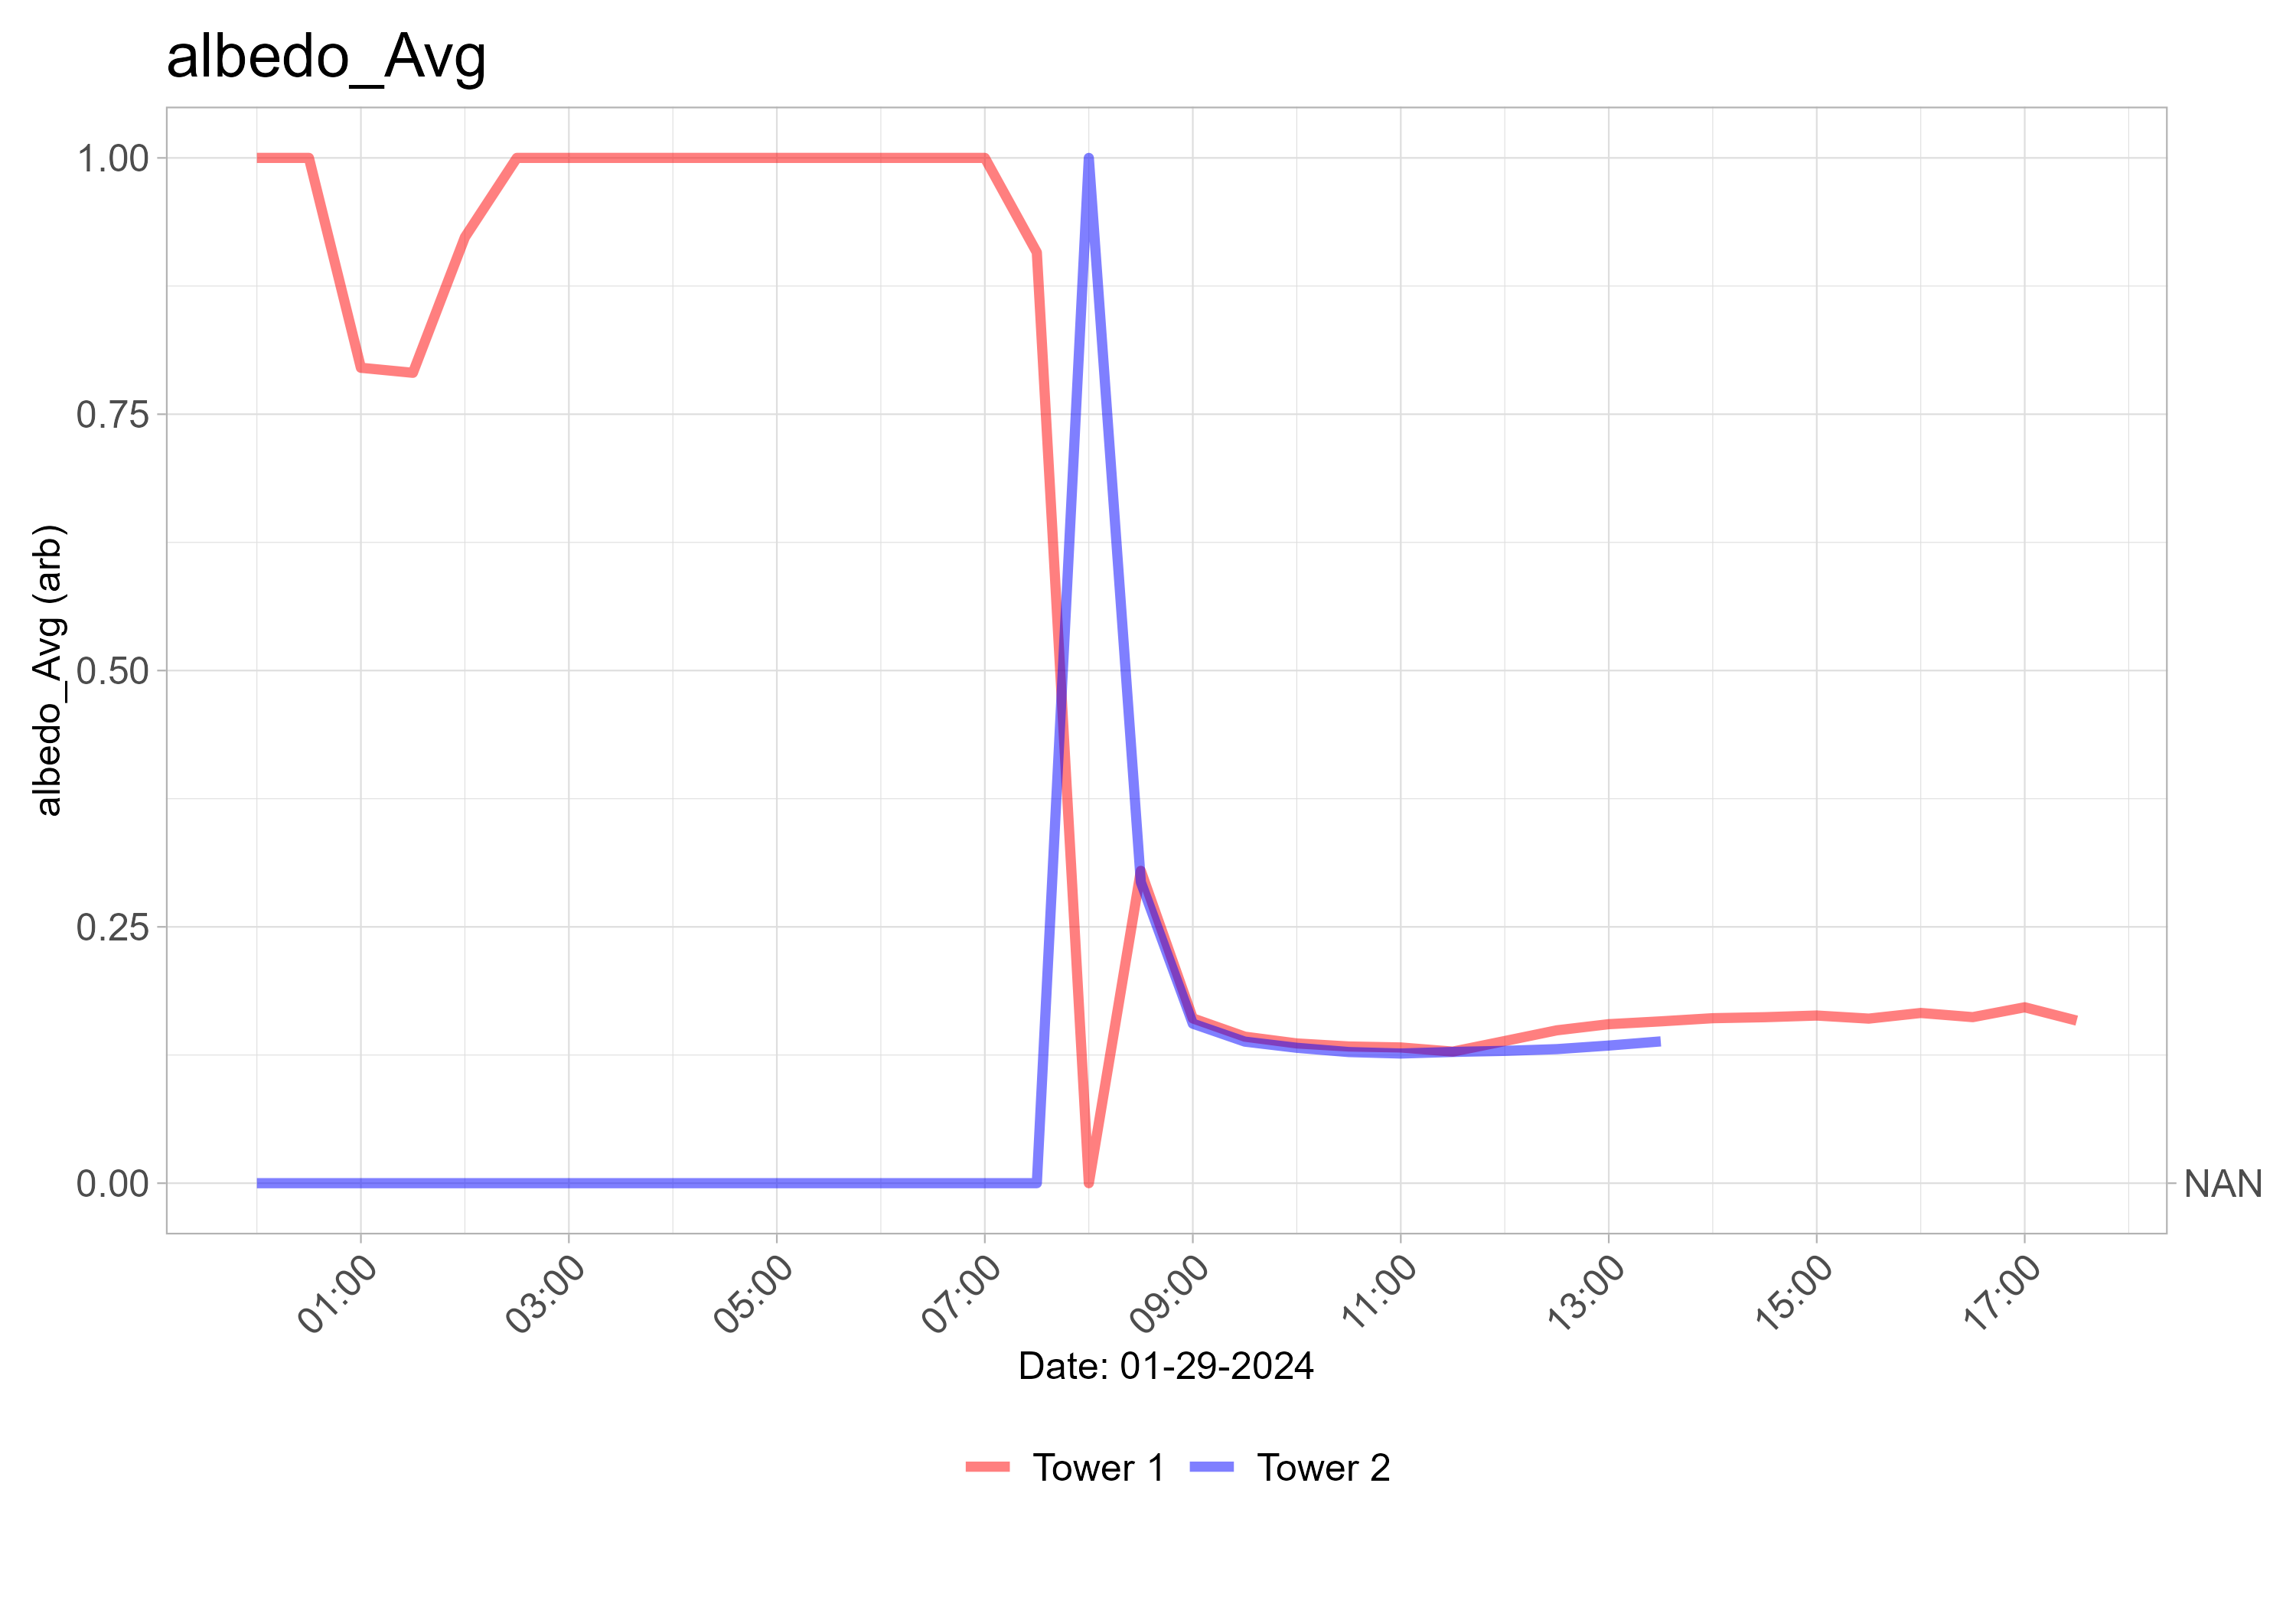 albedo_Avg
1.00
0.75
0.50
0.25
0.00
albedo_Avg (arb)
NAN
01:00 03:00 05:00 07:00 09:00 11:00 13:00 15:00 17:00
Date: 01-29-2024
Tower 1 Tower 2